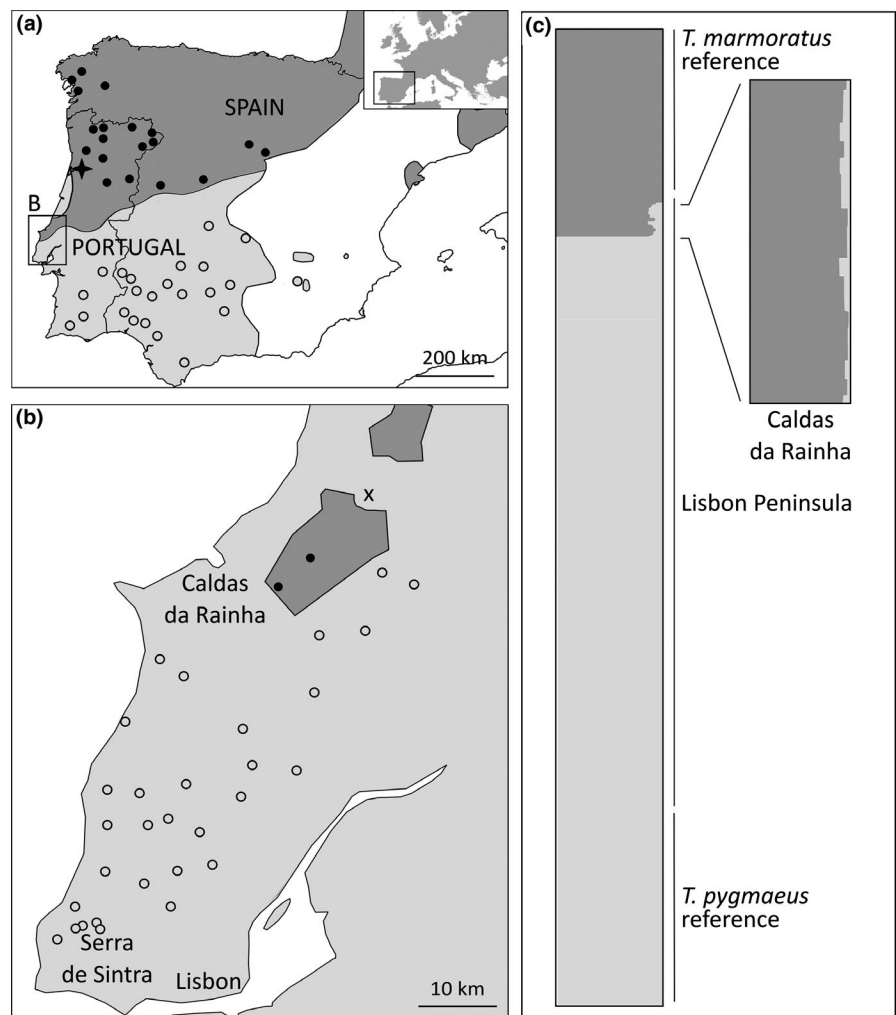 (a)
SPAIN
B
PORTUGAL
200 km
(b)
x
Caldas
da Rainha
Serra
de Sintra
Lisbon
10 km
(c)
T. marmoratus
reference
Caldas
da Rainha
Lisbon Peninsula
T. pygmaeus
reference